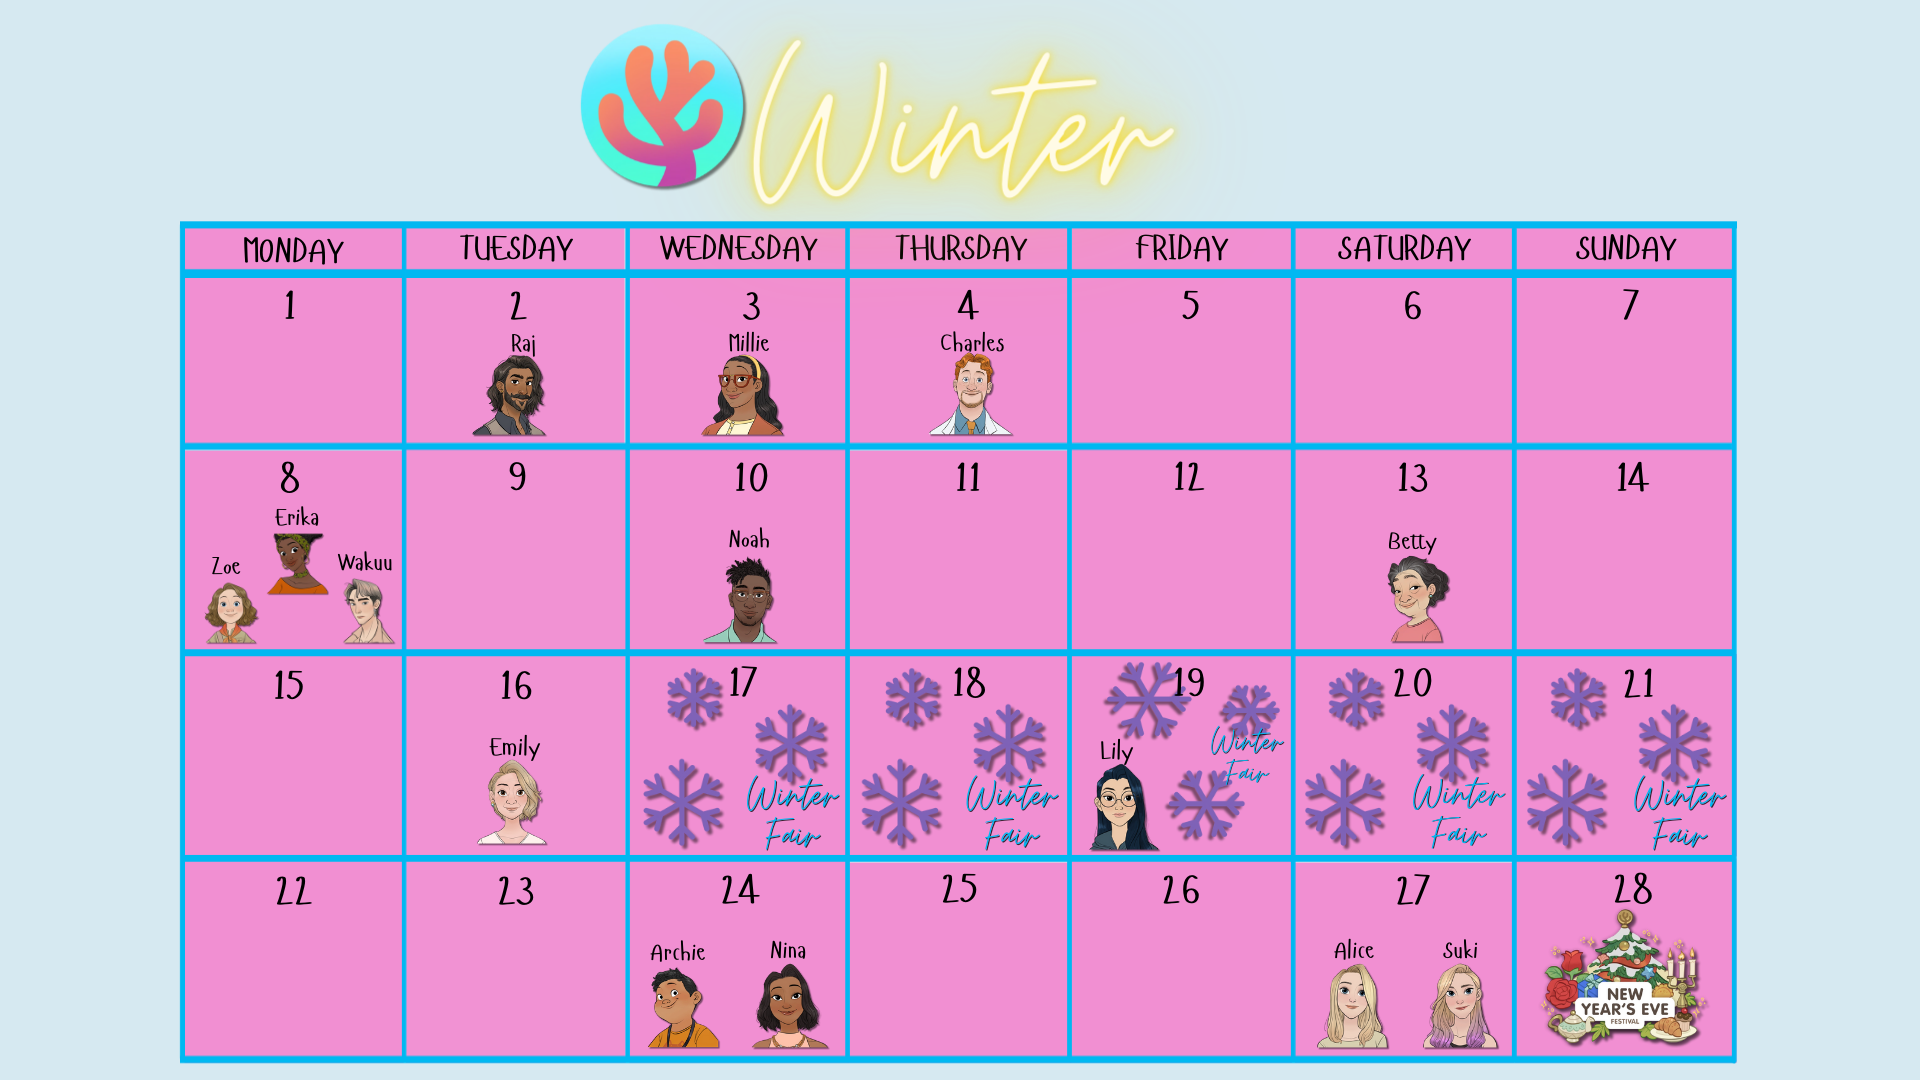 Winter
MONDAY TUESDAY WEDNESDAY THURSDAY FRIDAY SATURDAY SUNDAY
1 2 3 4 5 6 7
Raj Millie Charles
8 9 10 11 12 13 14
Erika
Zoe Wakuu
Noah
Betty
15 16 17 18 19 20 21
Emily
Winter
Fair
Winter
Fair
Lily
Winter
Fair
Winter
Fair
Winter
Fair
22 23 24 25 26 27 28
Archie Nina
Alice Suki
NEW
YEAR'S EVE
FESTIVAL